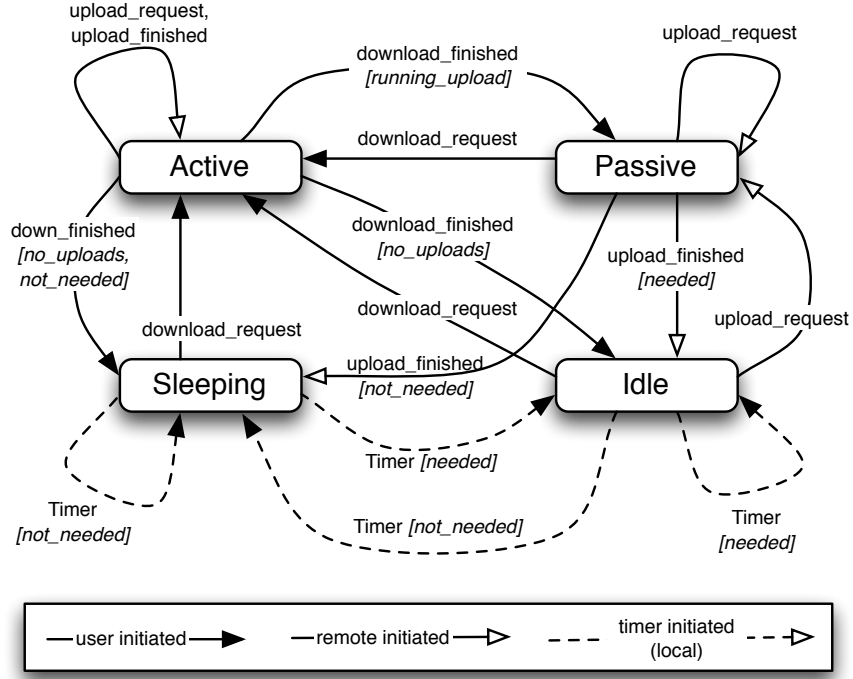 upload_request,
upload_finished
download_finished
[running_upload]
upload_request
download_request
Active
Passive
down_finished
[no_uploads,
not_needed]
download_finished
[no_uploads]
upload_finished
[needed]
download_request
upload_request
download_request
upload_finished
[not_needed]
Sleeping
Idle
Timer [needed]
Timer
[not_needed]
Timer [not_needed]
Timer
[needed]
user initiated
remote initiated
timer initiated
(local)